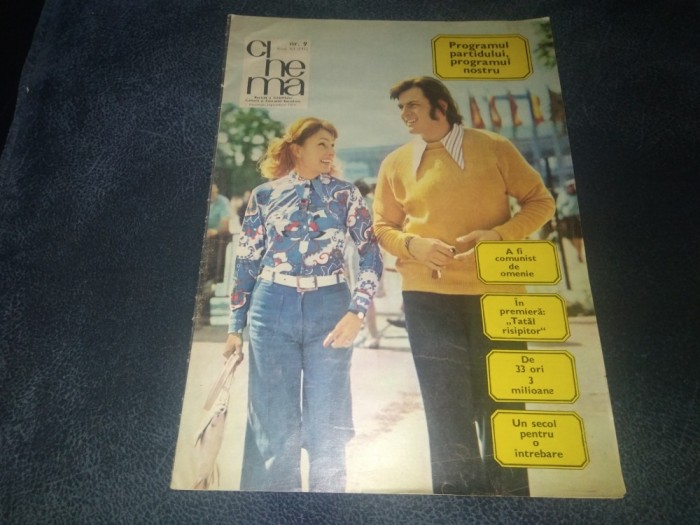 ci
ne
ma
nr. 9
Programul
partidului,
programul
nostru
A fi
comunist
de
omenie
În
premieră:
„Tatăl
risipitor“
De
33 ori
3
milioane
Un secol
pentru
o
întrebare